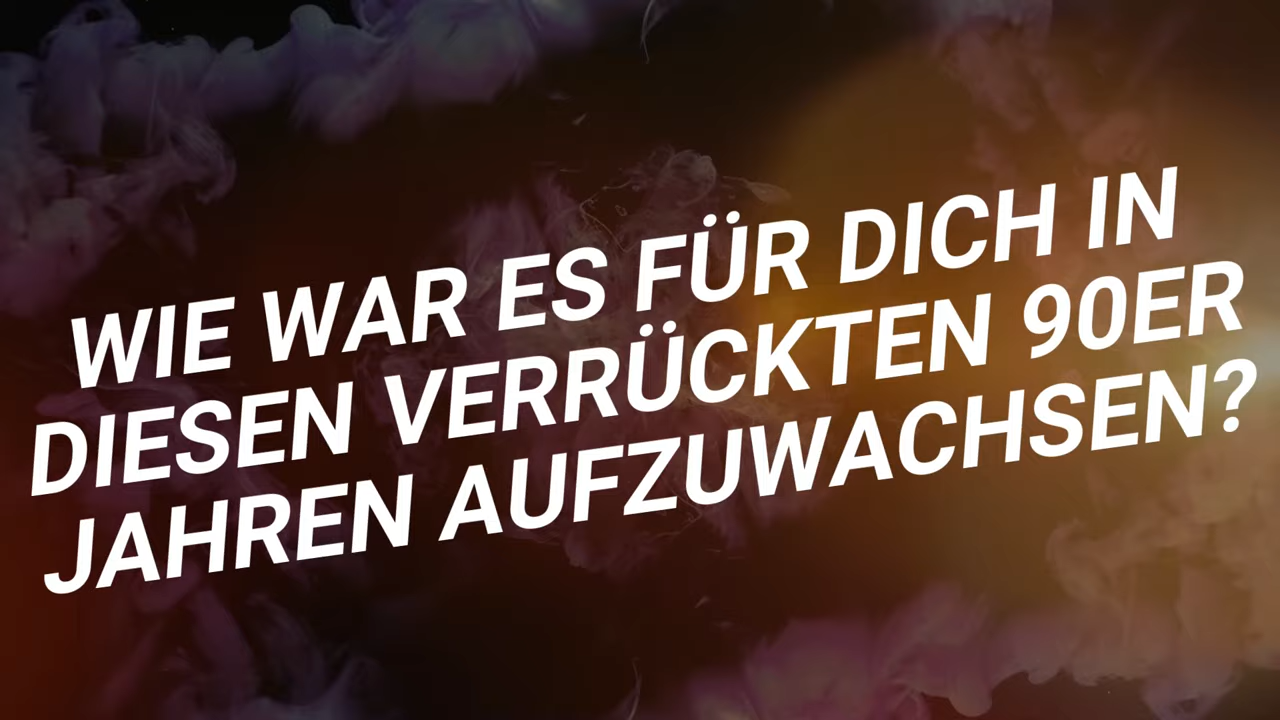 WIE WAR ES FÜR DICH IN
DIESEN VERRÜCKTEN 90ER
JAHREN AUFZUWACHSEN?